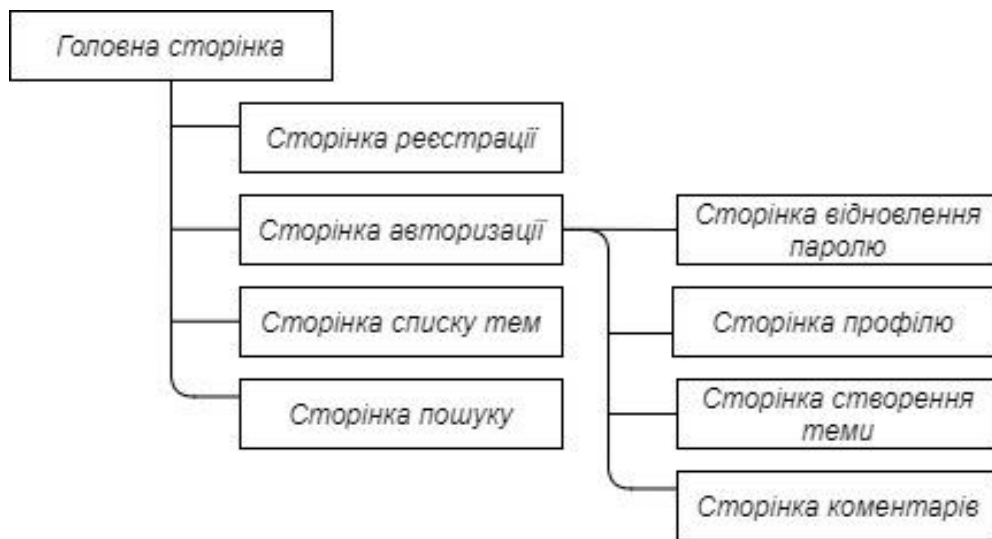 Головна сторінка
Сторінка реєстрації
Сторінка авторизації
Сторінка списку тем
Сторінка пошуку
Сторінка відновлення
паролю
Сторінка профілю
Сторінка створення
теми
Сторінка коментарів